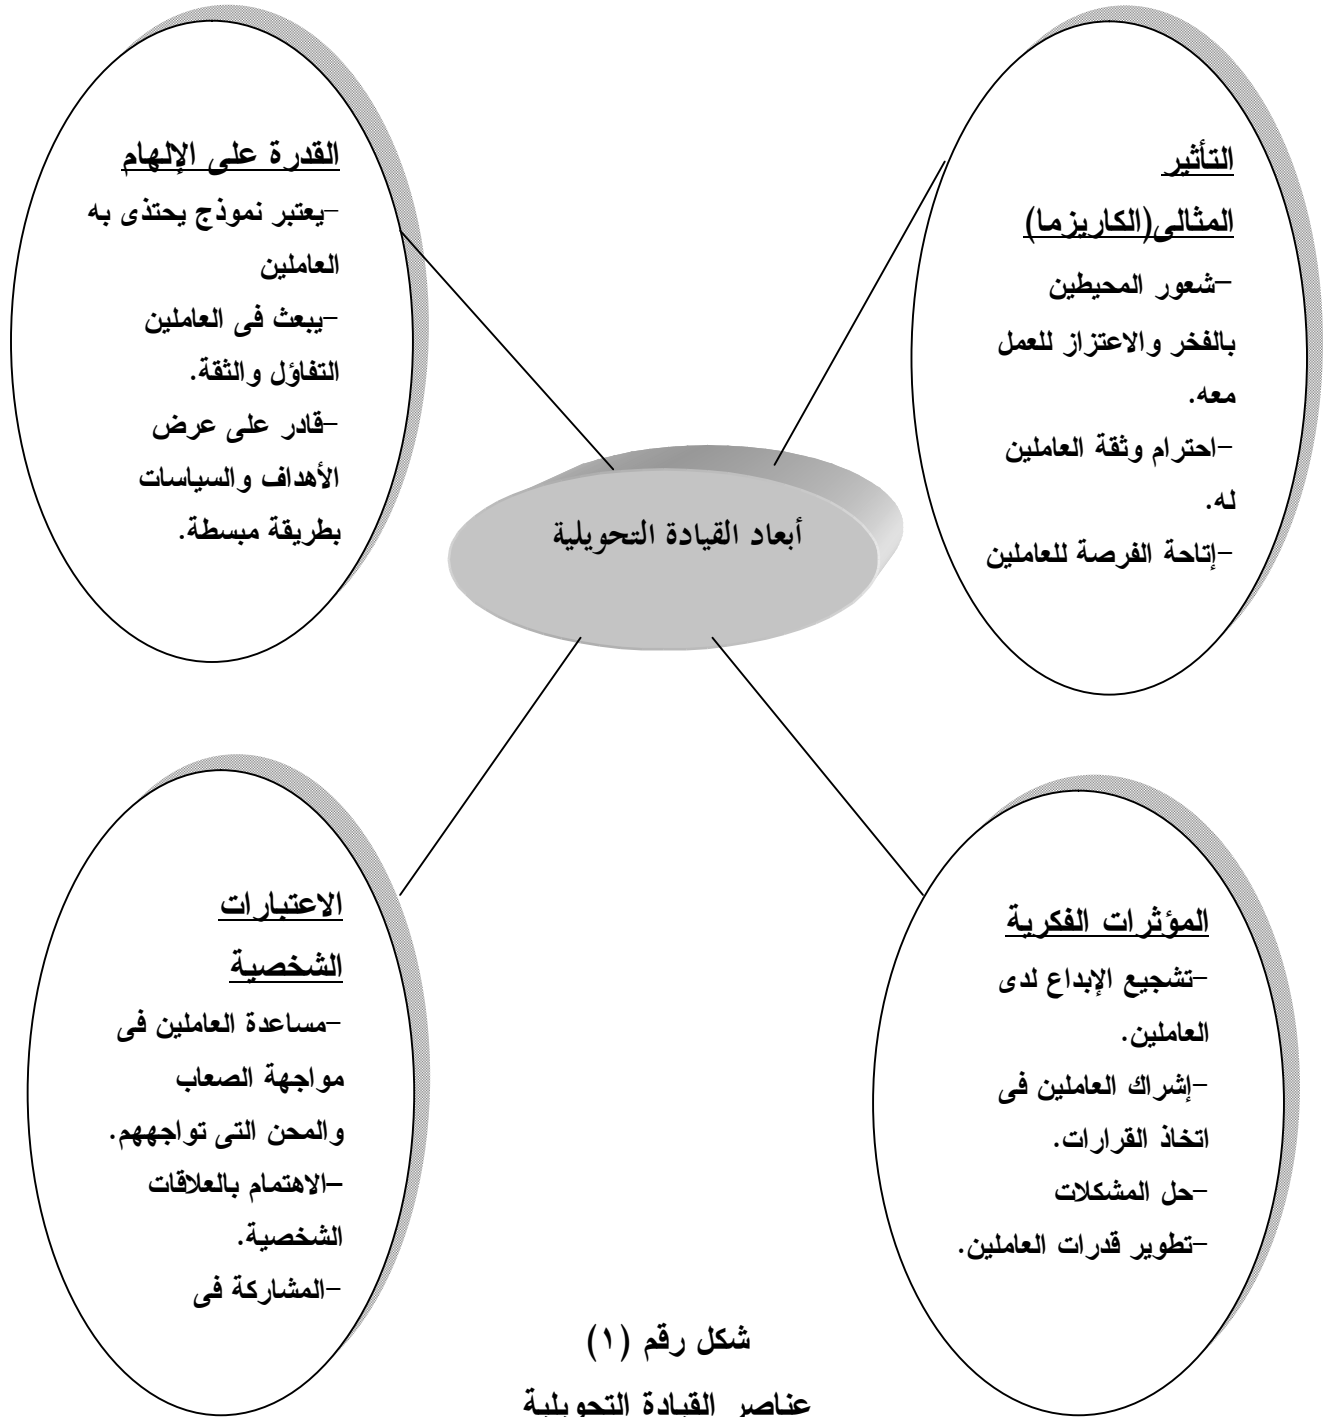 القدرة على الإلهام
-يعتبر نموذج يحتذى به
العاملين
-يبعث فى العاملين
التفاؤل والثقة.
-قادر على عرض
الأهداف والسياسات
بطريقة مبسطة.
التأثير
المثالى(الكاريزما)
-شعور المحيطين
بالفخر والاعتزاز للعمل
معه.
-احترام وثقة العاملين
له.
-إتاحة الفرصة للعاملين
أبعاد القيادة التحويلية
الاعتبارات
الشخصية
-مساعدة العاملين فى
مواجهة الصعاب
والمحن التى تواجههم.
-الاهتمام بالعلاقات
الشخصية.
-المشاركة فى
المؤثرات الفكرية
-تشجيع الإبداع لدى
العاملين.
-إشراك العاملين فى
اتخاذ القرارات.
-حل المشكلات
-تطوير قدرات العاملين.
شكل رقم (١)
عناصر القيادة التحويلية